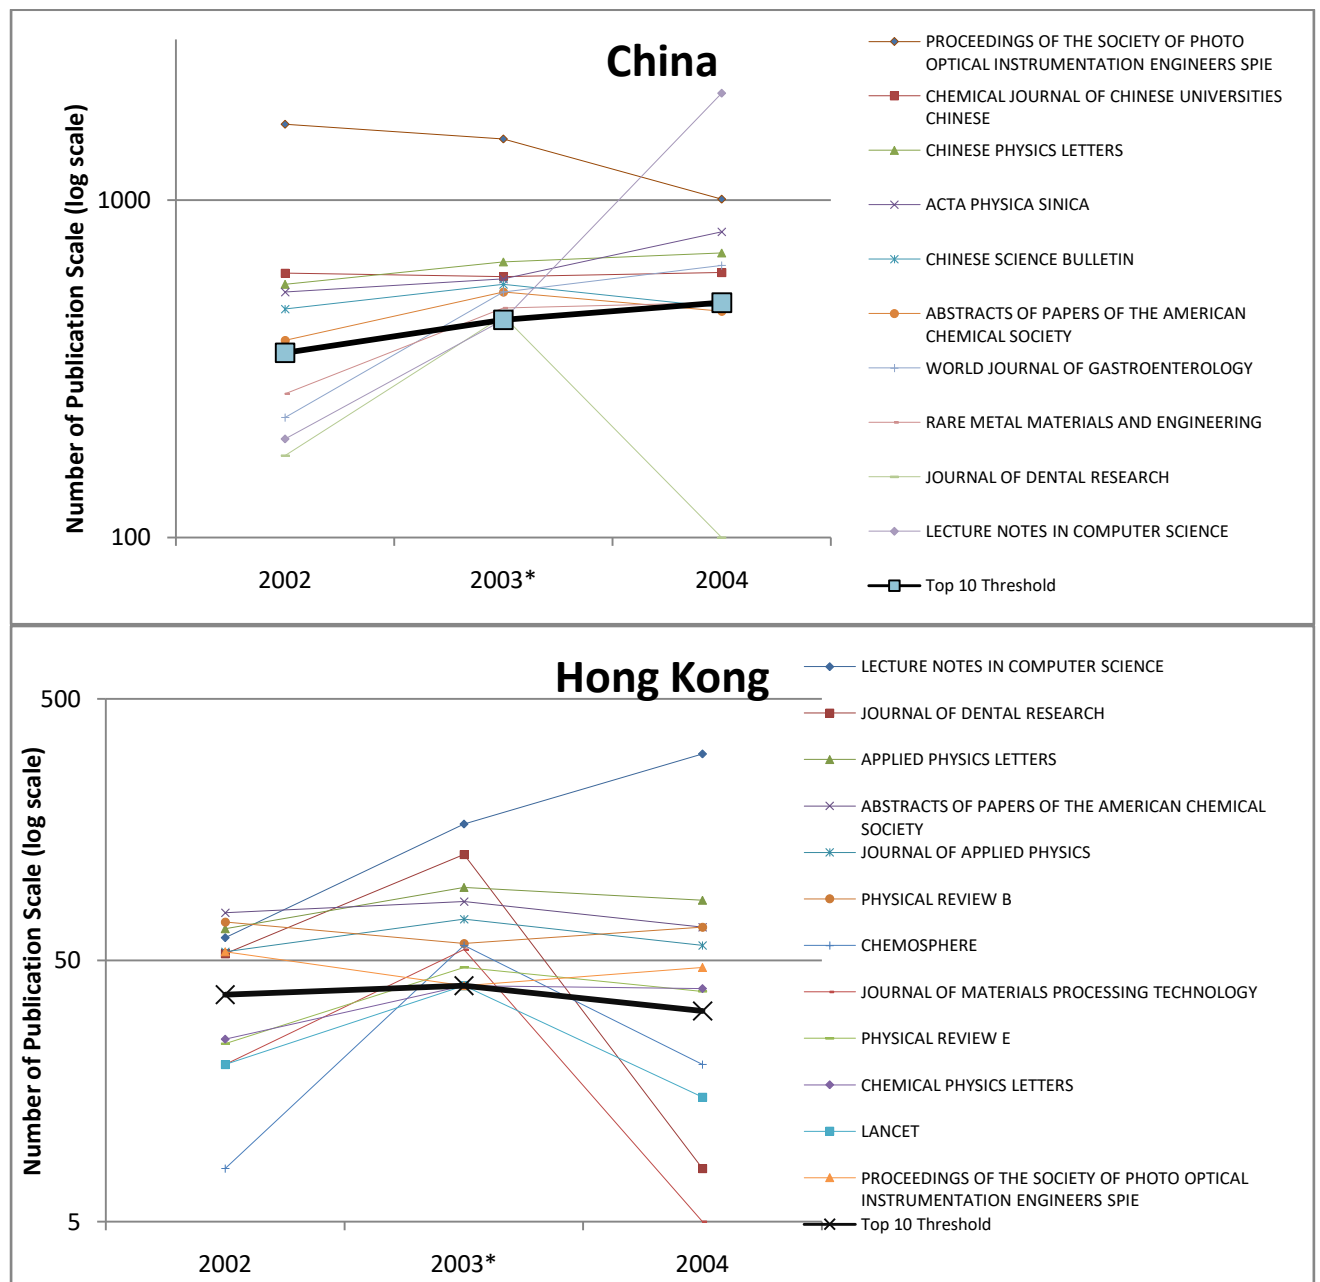 China
Number of Publication Scale (log scale)
1000
100
2002
2003*
2004
PROCEEDINGS OF THE SOCIETY OF PHOTO
OPTICAL INSTRUMENTATION ENGINEERS SPIE
CHEMICAL JOURNAL OF CHINESE UNIVERSITIES
CHINESE
CHINESE PHYSICS LETTERS
ACTA PHYSICA SINICA
CHINESE SCIENCE BULLETIN
ABSTRACTS OF PAPERS OF THE AMERICAN
CHEMICAL SOCIETY
WORLD JOURNAL OF GASTROENTEROLOGY
RARE METAL MATERIALS AND ENGINEERING
JOURNAL OF DENTAL RESEARCH
LECTURE NOTES IN COMPUTER SCIENCE
Top 10 Threshold
Hong Kong
Number of Publication Scale (log scale)
500
50
5
2002
2003*
2004
LECTURE NOTES IN COMPUTER SCIENCE
JOURNAL OF DENTAL RESEARCH
APPLIED PHYSICS LETTERS
ABSTRACTS OF PAPERS OF THE AMERICAN CHEMICAL
SOCIETY
JOURNAL OF APPLIED PHYSICS
PHYSICAL REVIEW B
CHEMOSPHERE
JOURNAL OF MATERIALS PROCESSING TECHNOLOGY
PHYSICAL REVIEW E
CHEMICAL PHYSICS LETTERS
LANCET
PROCEEDINGS OF THE SOCIETY OF PHOTO OPTICAL
INSTRUMENTATION ENGINEERS SPIE
Top 10 Threshold